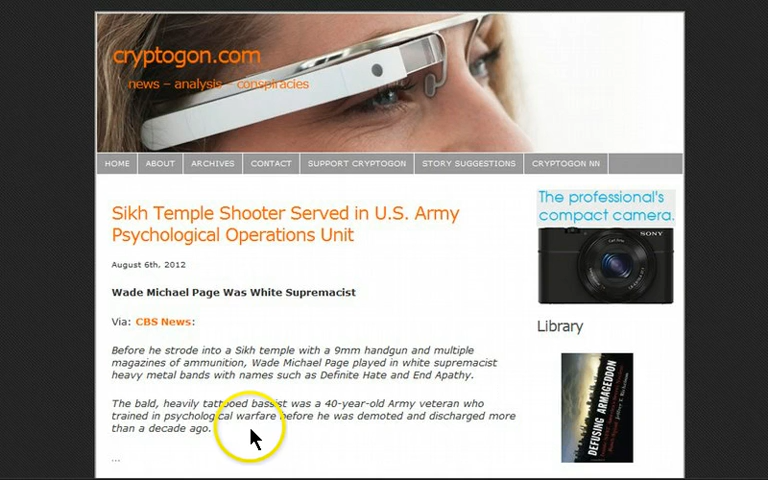 cryptogon.com
news – analysis – conspiracies
HOME ABOUT ARCHIVES CONTACT SUPPORT CRYPTOGON STORY SUGGESTIONS CRYPTOGON NN
Sikh Temple Shooter Served in U.S. Army
Psychological Operations Unit
August 6th, 2012
Wade Michael Page Was White Supremacist
Via: CBS News:
Before he strode into a Sikh temple with a 9mm handgun and multiple
magazines of ammunition, Wade Michael Page played in white supremacist
heavy metal bands with names such as Definite Hate and End Apathy.
The bald, heavily tattooed bassist was a 40-year-old Army veteran who
trained in psychological warfare before he was demoted and discharged more
than a decade ago.
...
The professional's
compact camera.
SONY
Library
DEFUSING ARMAGEDDON